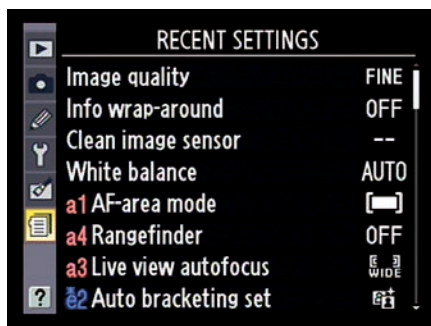 RECENT SETTINGS
Image quality FINE
Info wrap-around OFF
Clean image sensor --
White balance AUTO
a1 AF-area mode
a4 Rangefinder OFF
a3 Live view autofocus WIDE
e2 Auto bracketing set
?